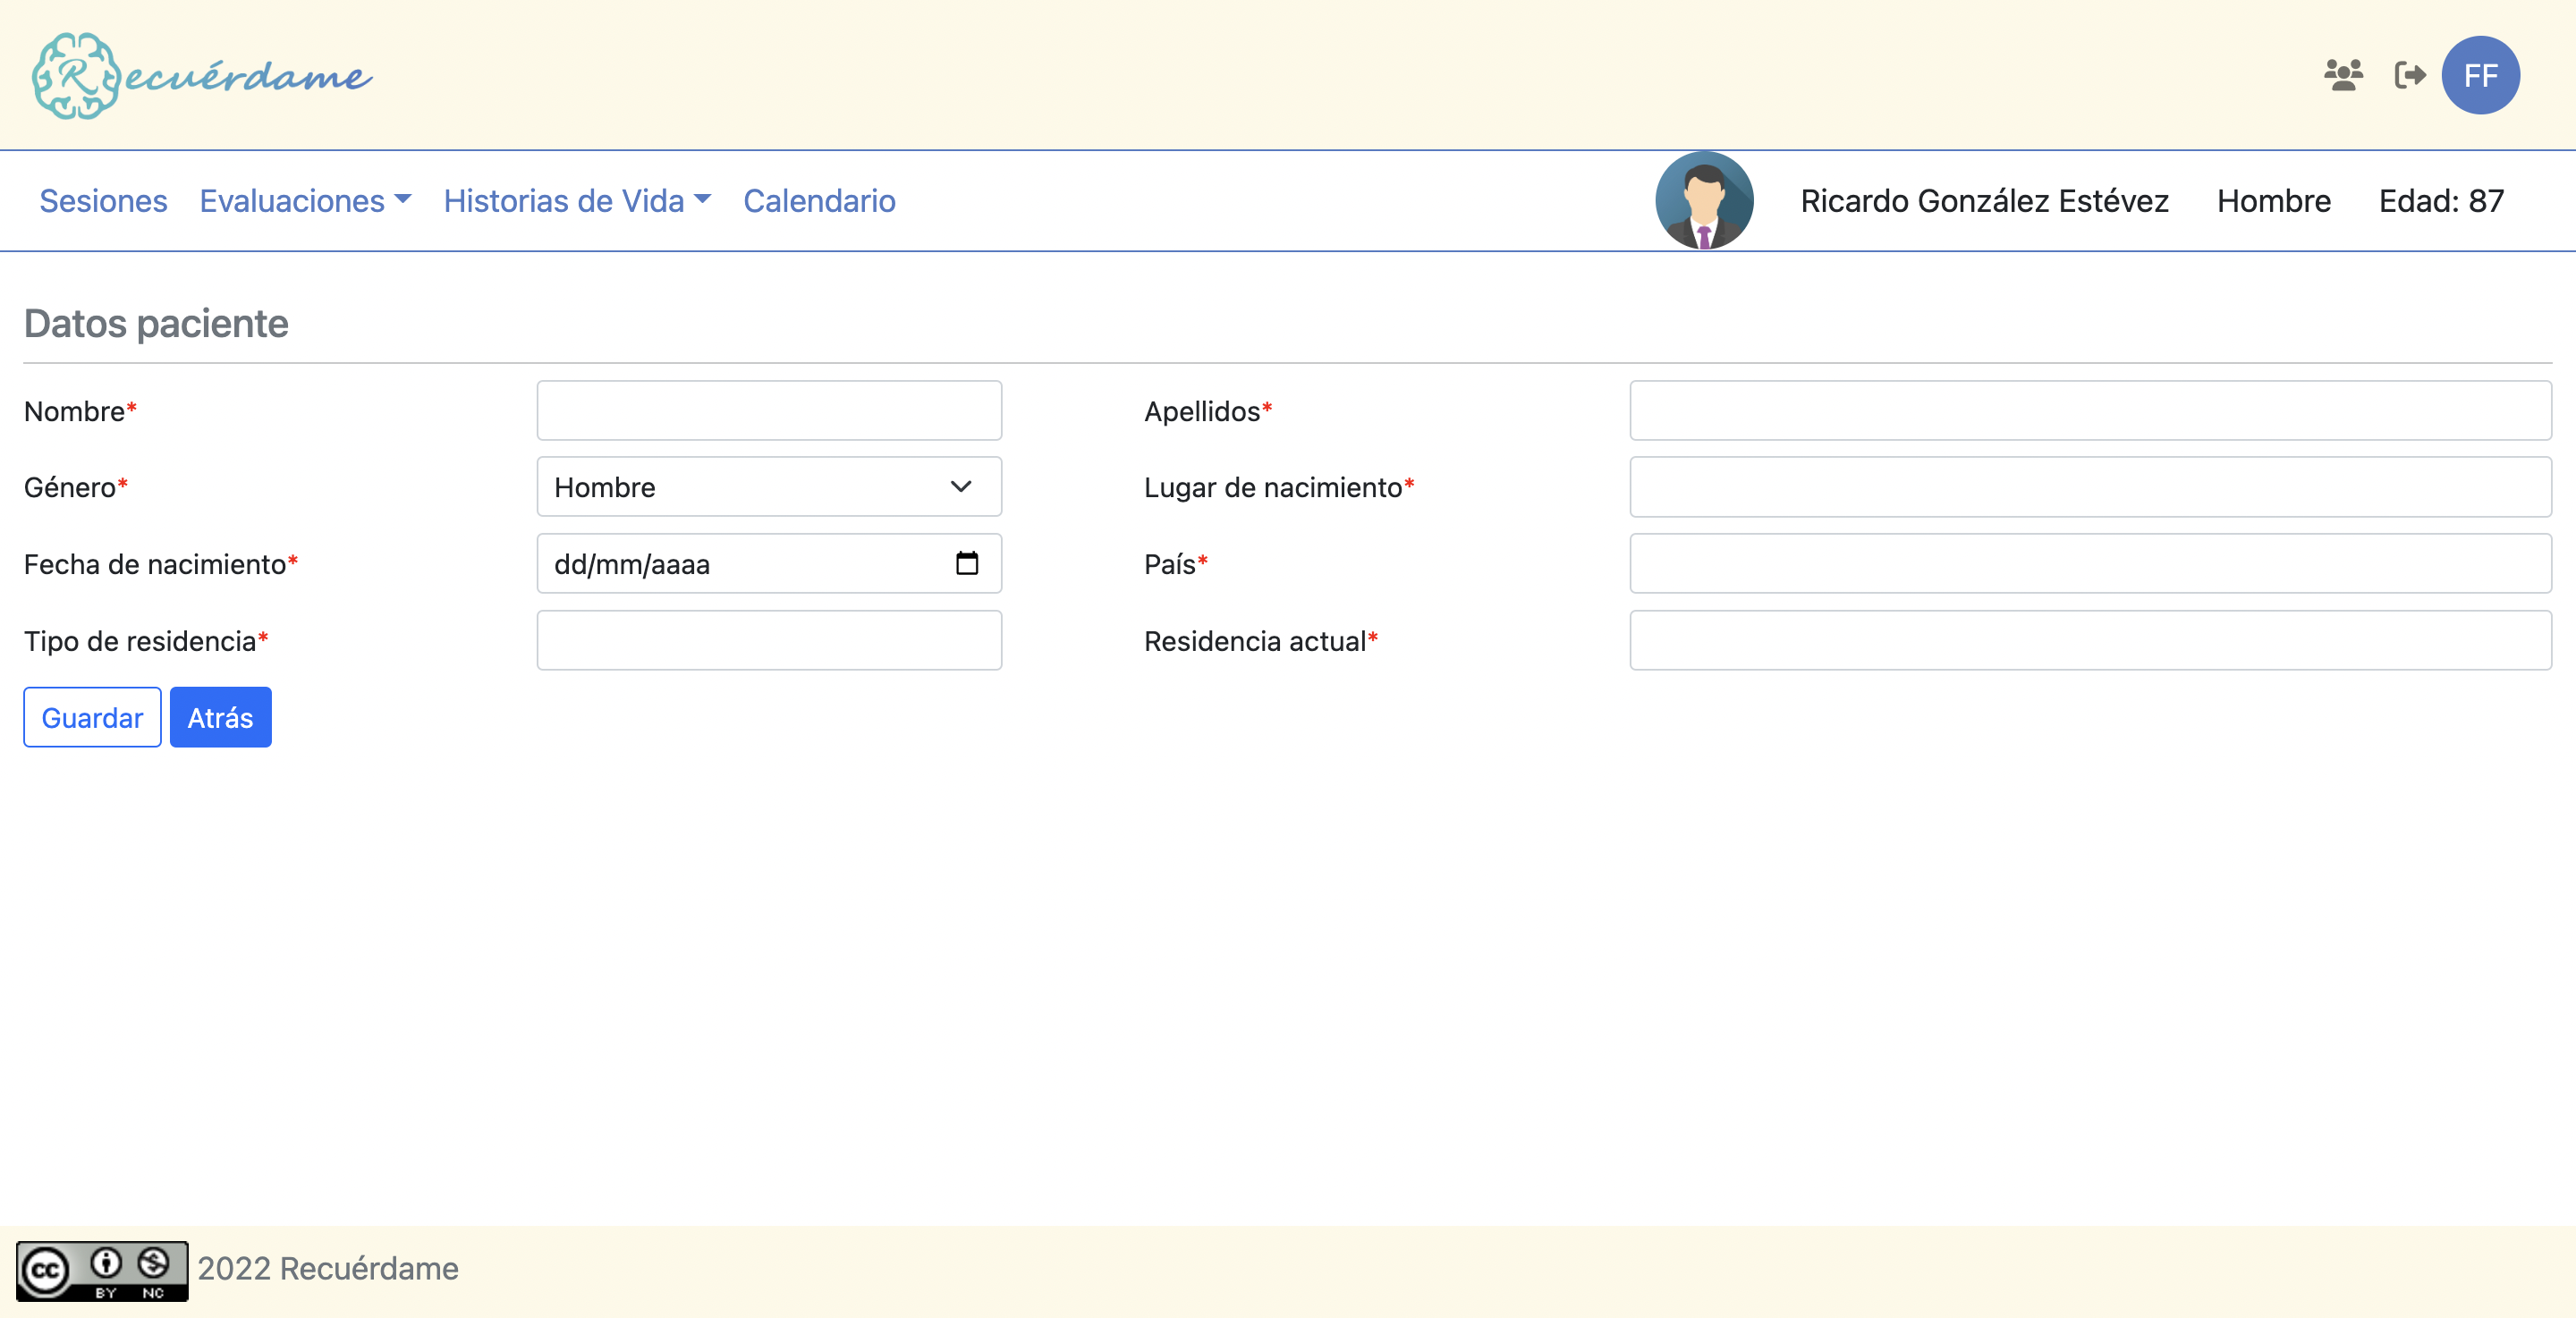 Recuérdame
FF
Sesiones Evaluaciones Historias de Vida Calendario Ricardo González Estévez Hombre Edad: 87
Datos paciente
Nombre* Apellidos*
Género* Hombre Lugar de nacimiento*
Fecha de nacimiento* dd/mm/aaaa País*
Tipo de residencia* Residencia actual*
Guardar Atrás
cc BY NC 2022 Recuérdame